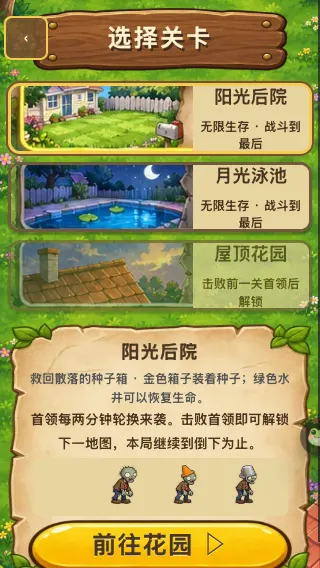 ‹
选择关卡
阳光后院
无限生存 · 战斗到
最后
月光泳池
无限生存 · 战斗到
最后
屋顶花园
击败前一关首领后
解锁
阳光后院
救回散落的种子箱 · 金色箱子装着种子；绿色水
井可以恢复生命。
首领每两分钟轮换来袭。击败首领即可解锁
下一地图，本局继续到倒下为止。
前往花园 ▷